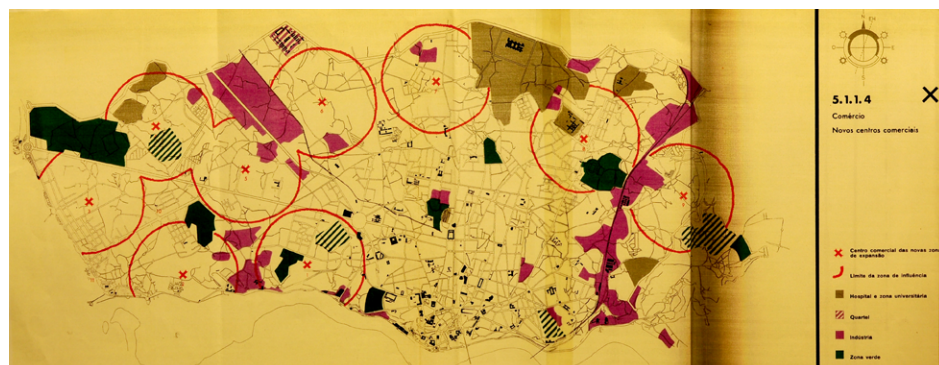 5.1.1.4
Comércio
Novos centros comerciais
Centro comercial das novas zon
de expansão
Limite da zona de influência
Hospital e zona universitária
Quartel
Indústria
Zona verde